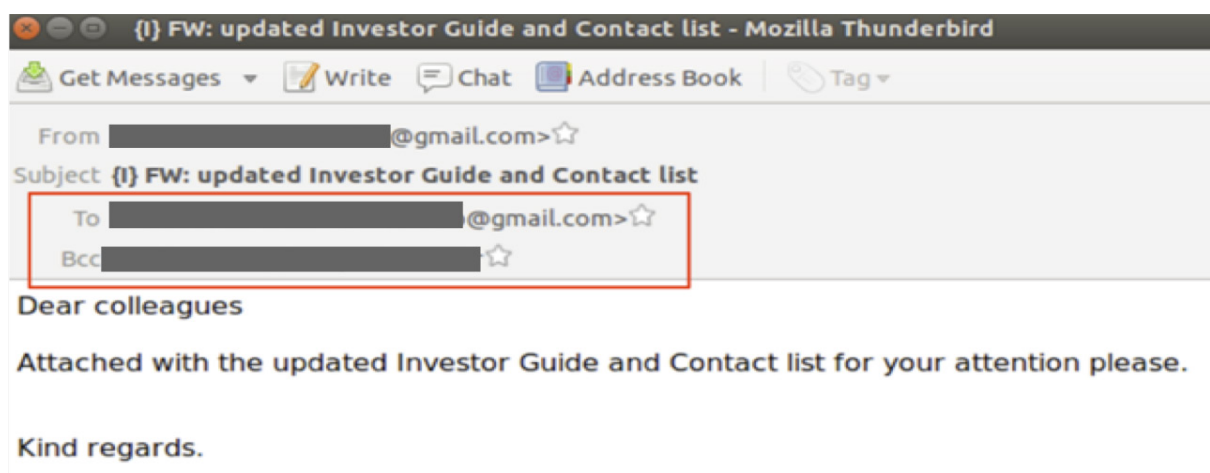 {I} FW: updated Investor Guide and Contact list - Mozilla Thunderbird
Get Messages Write Chat Address Book Tag
From @gmail.com>
Subject {I} FW: updated Investor Guide and Contact list
To @gmail.com>
Bcc
Dear colleagues
Attached with the updated Investor Guide and Contact list for your attention please.
Kind regards.